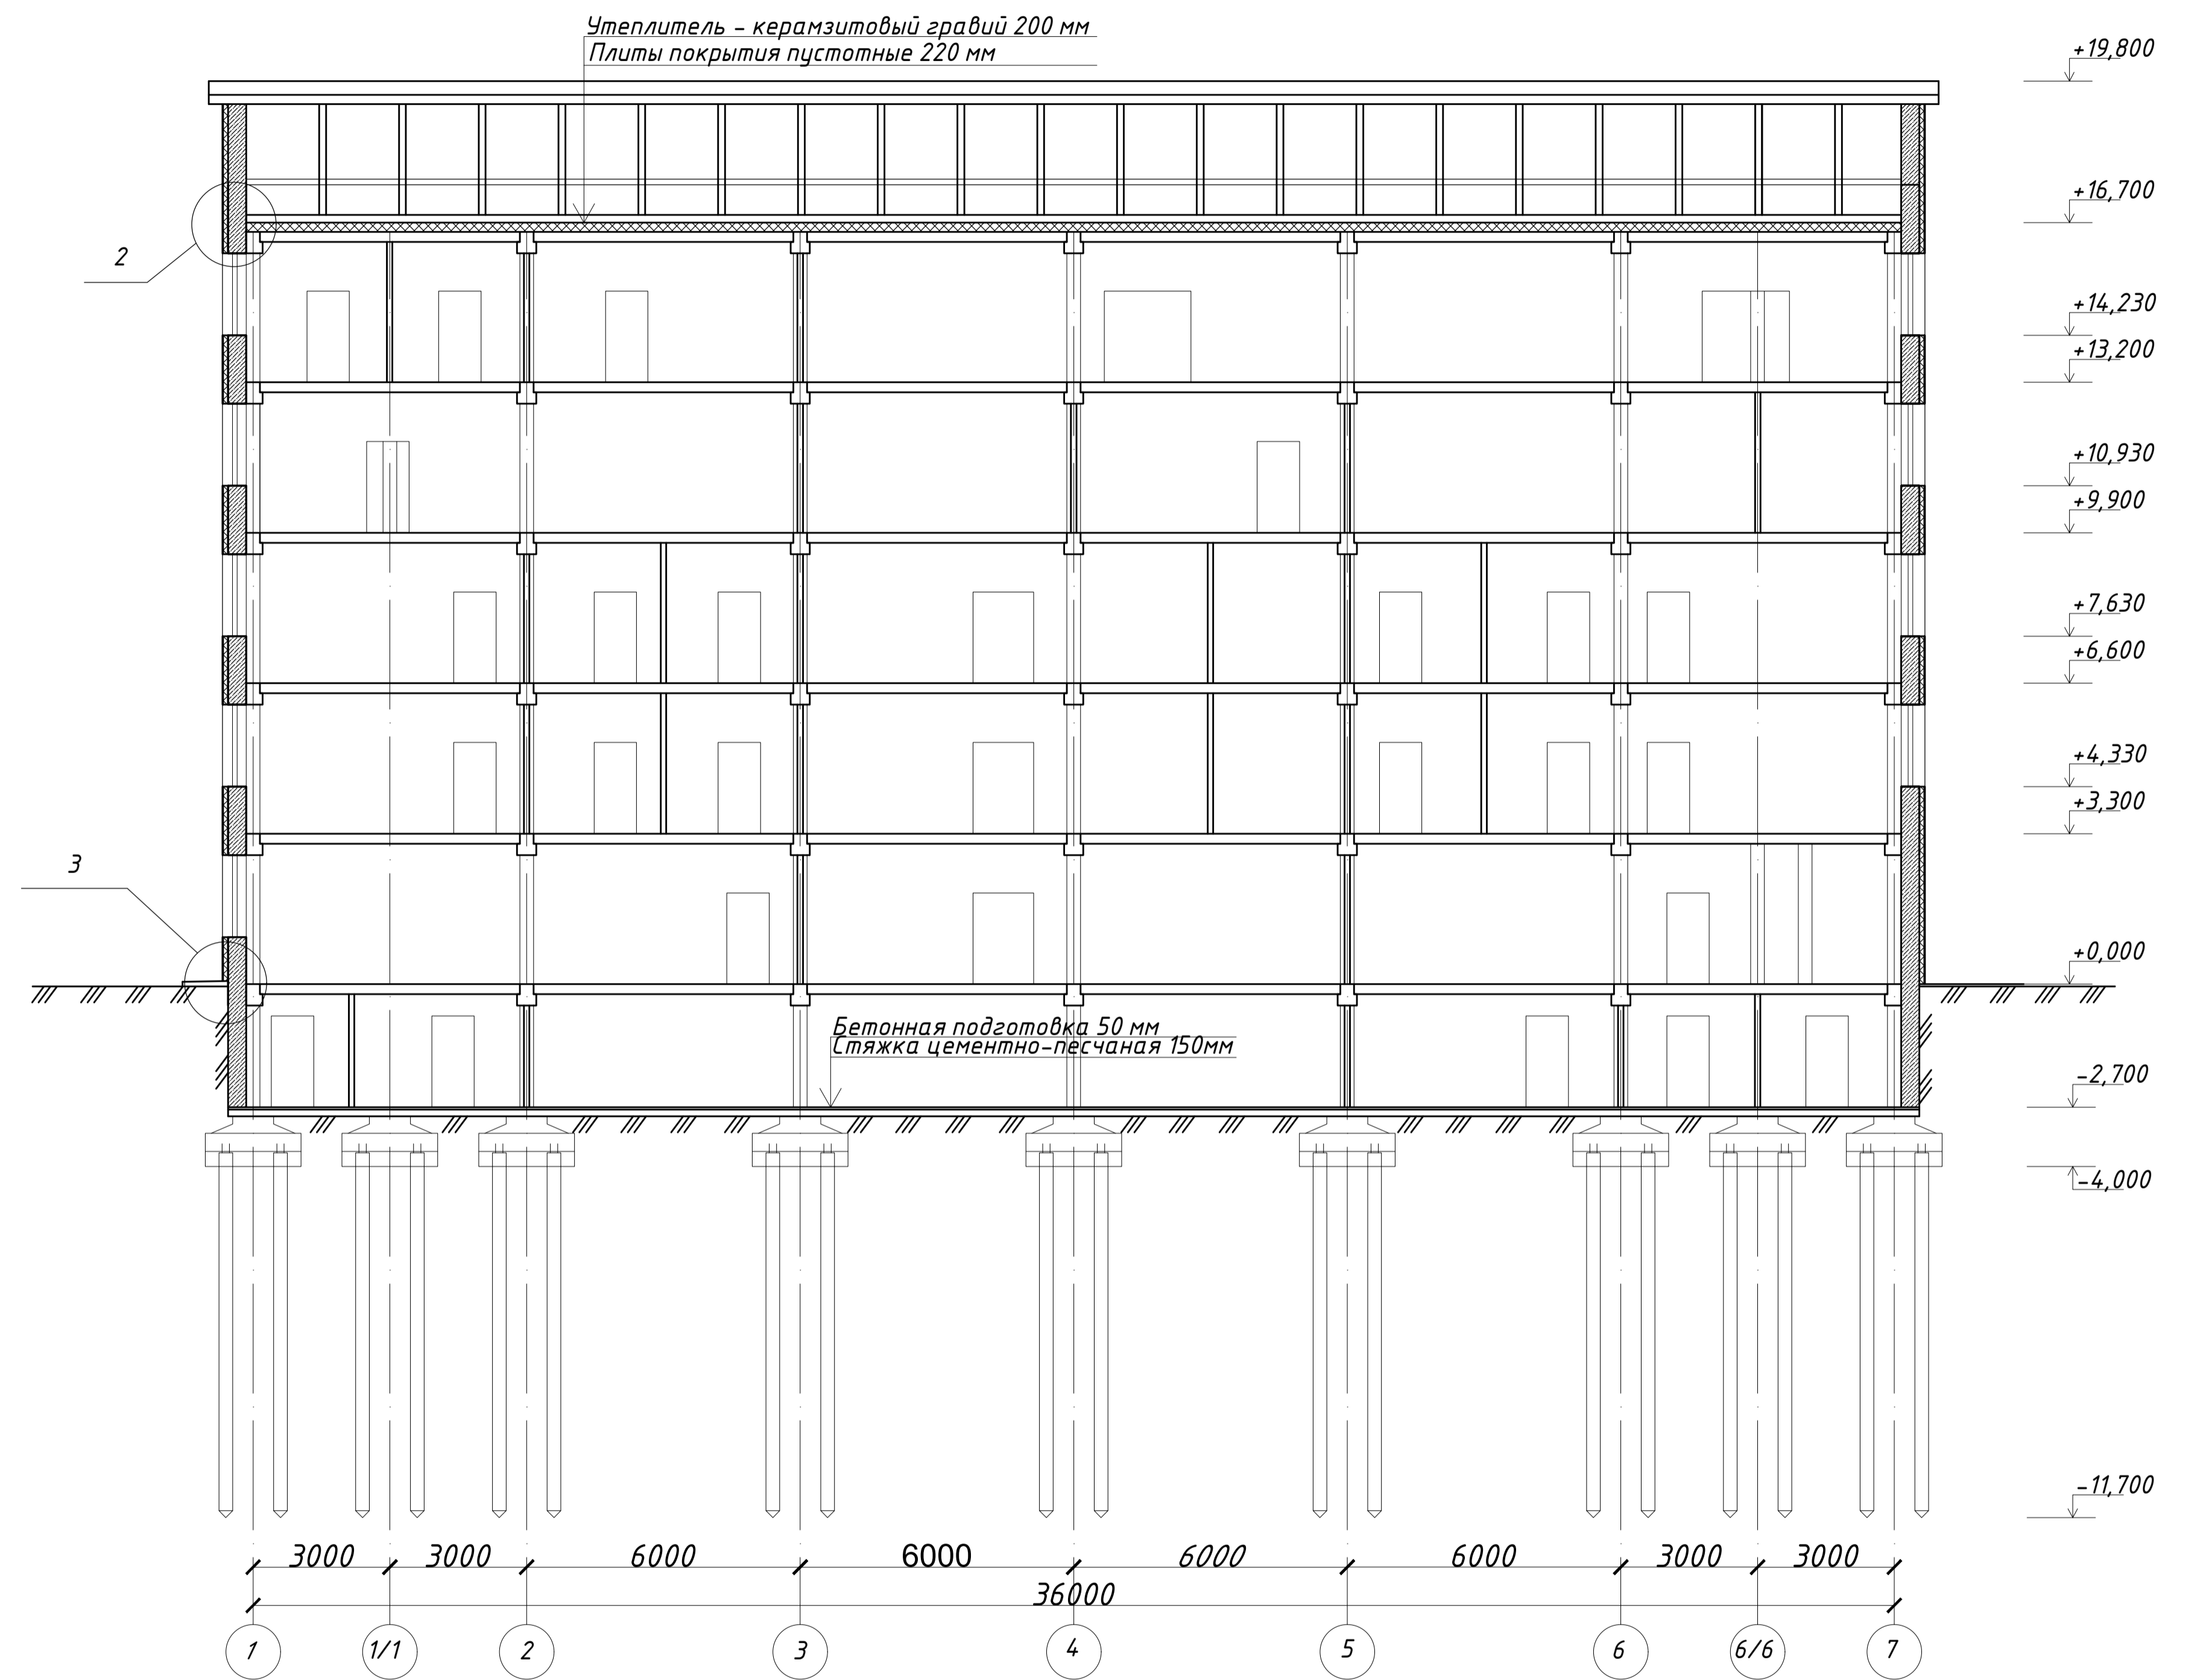 Утеплитель - керамзитовый гравий 200 мм
Плиты покрытия пустотные 220 мм
+19,800
+16,700
2
+14,230
+13,200
+10,930
+9,900
+7,630
+6,600
+4,330
+3,300
3
+0,000
Бетонная подготовка 50 мм
Стяжка цементно-песчаная 150мм
-2,700
-4,000
-11,700
3000 3000 6000 6000 6000 6000 3000 3000
36000
1 1/1 2 3 4 5 6 6/6 7